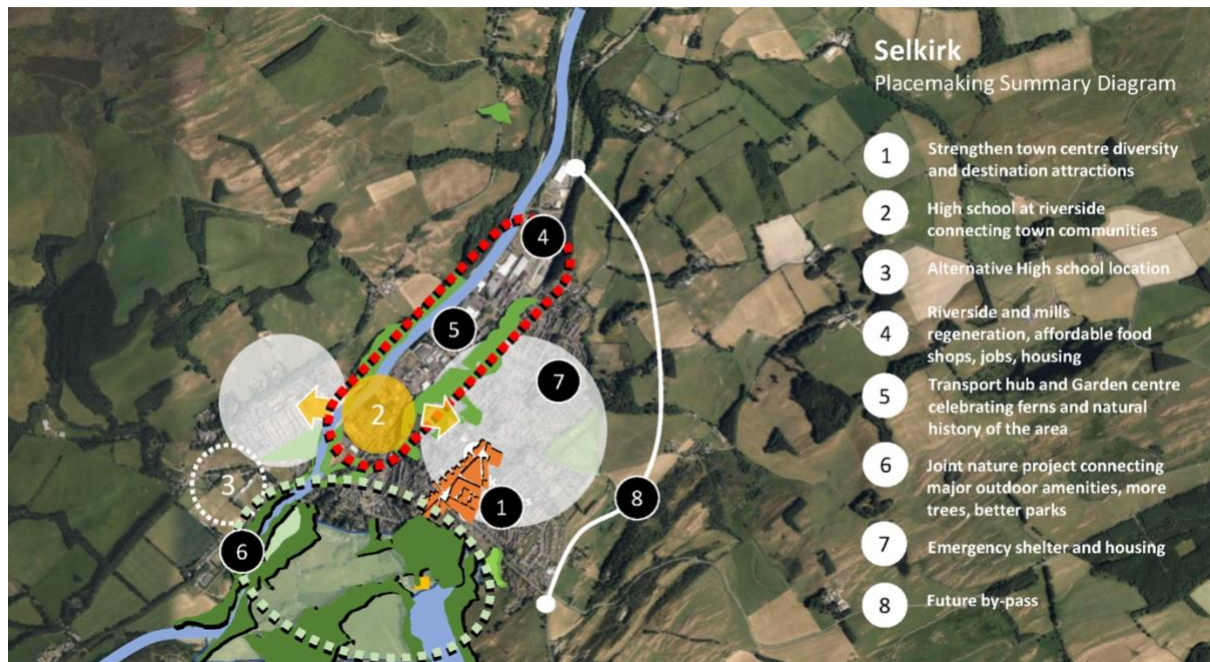 Selkirk
Placemaking Summary Diagram
1
Strengthen town centre diversity
and destination attractions
2
High school at riverside
connecting town communities
3
Alternative High school location
4
Riverside and mills
regeneration, affordable food
shops, jobs, housing
5
Transport hub and Garden centre
celebrating ferns and natural
history of the area
6
Joint nature project connecting
major outdoor amenities, more
trees, better parks
7
Emergency shelter and housing
8
Future by-pass
4
5
7
2
3
1
8
6